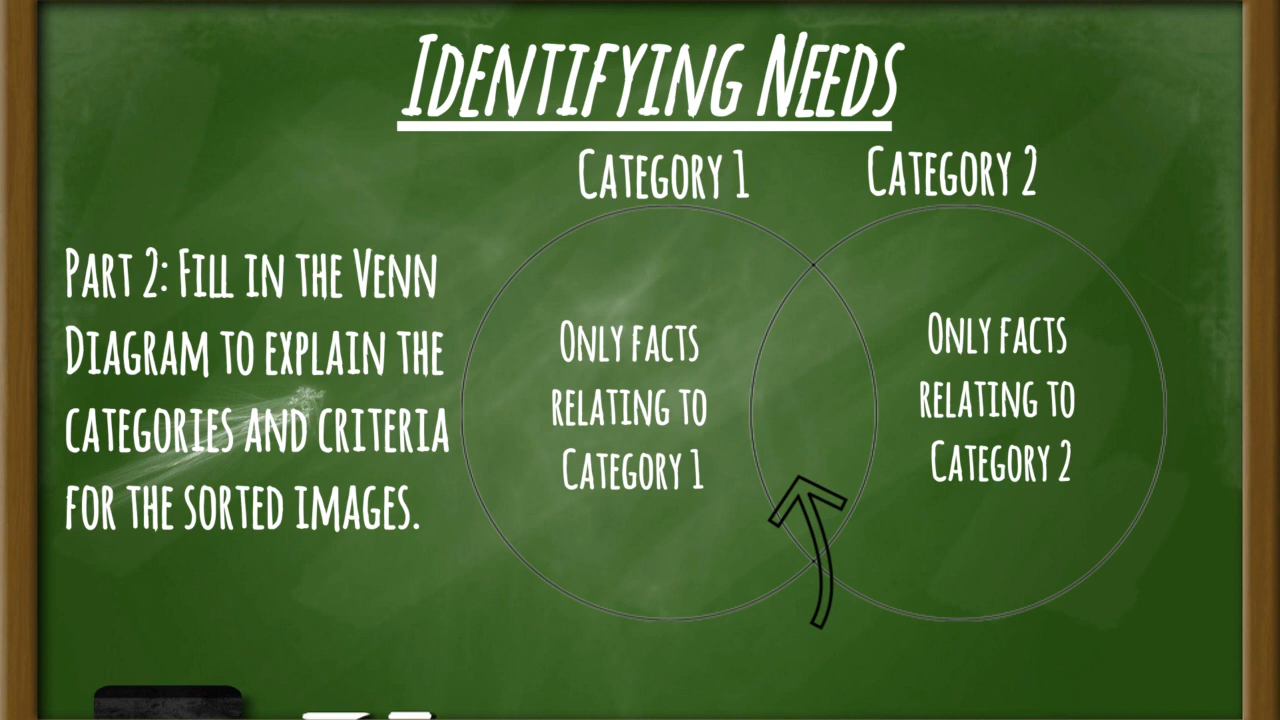 Identifying Needs
Category 1
Category 2
Part 2: Fill in the Venn
Diagram to explain the
categories and criteria
for the sorted images.
Only facts
relating to
Category 1
Only facts
relating to
Category 2